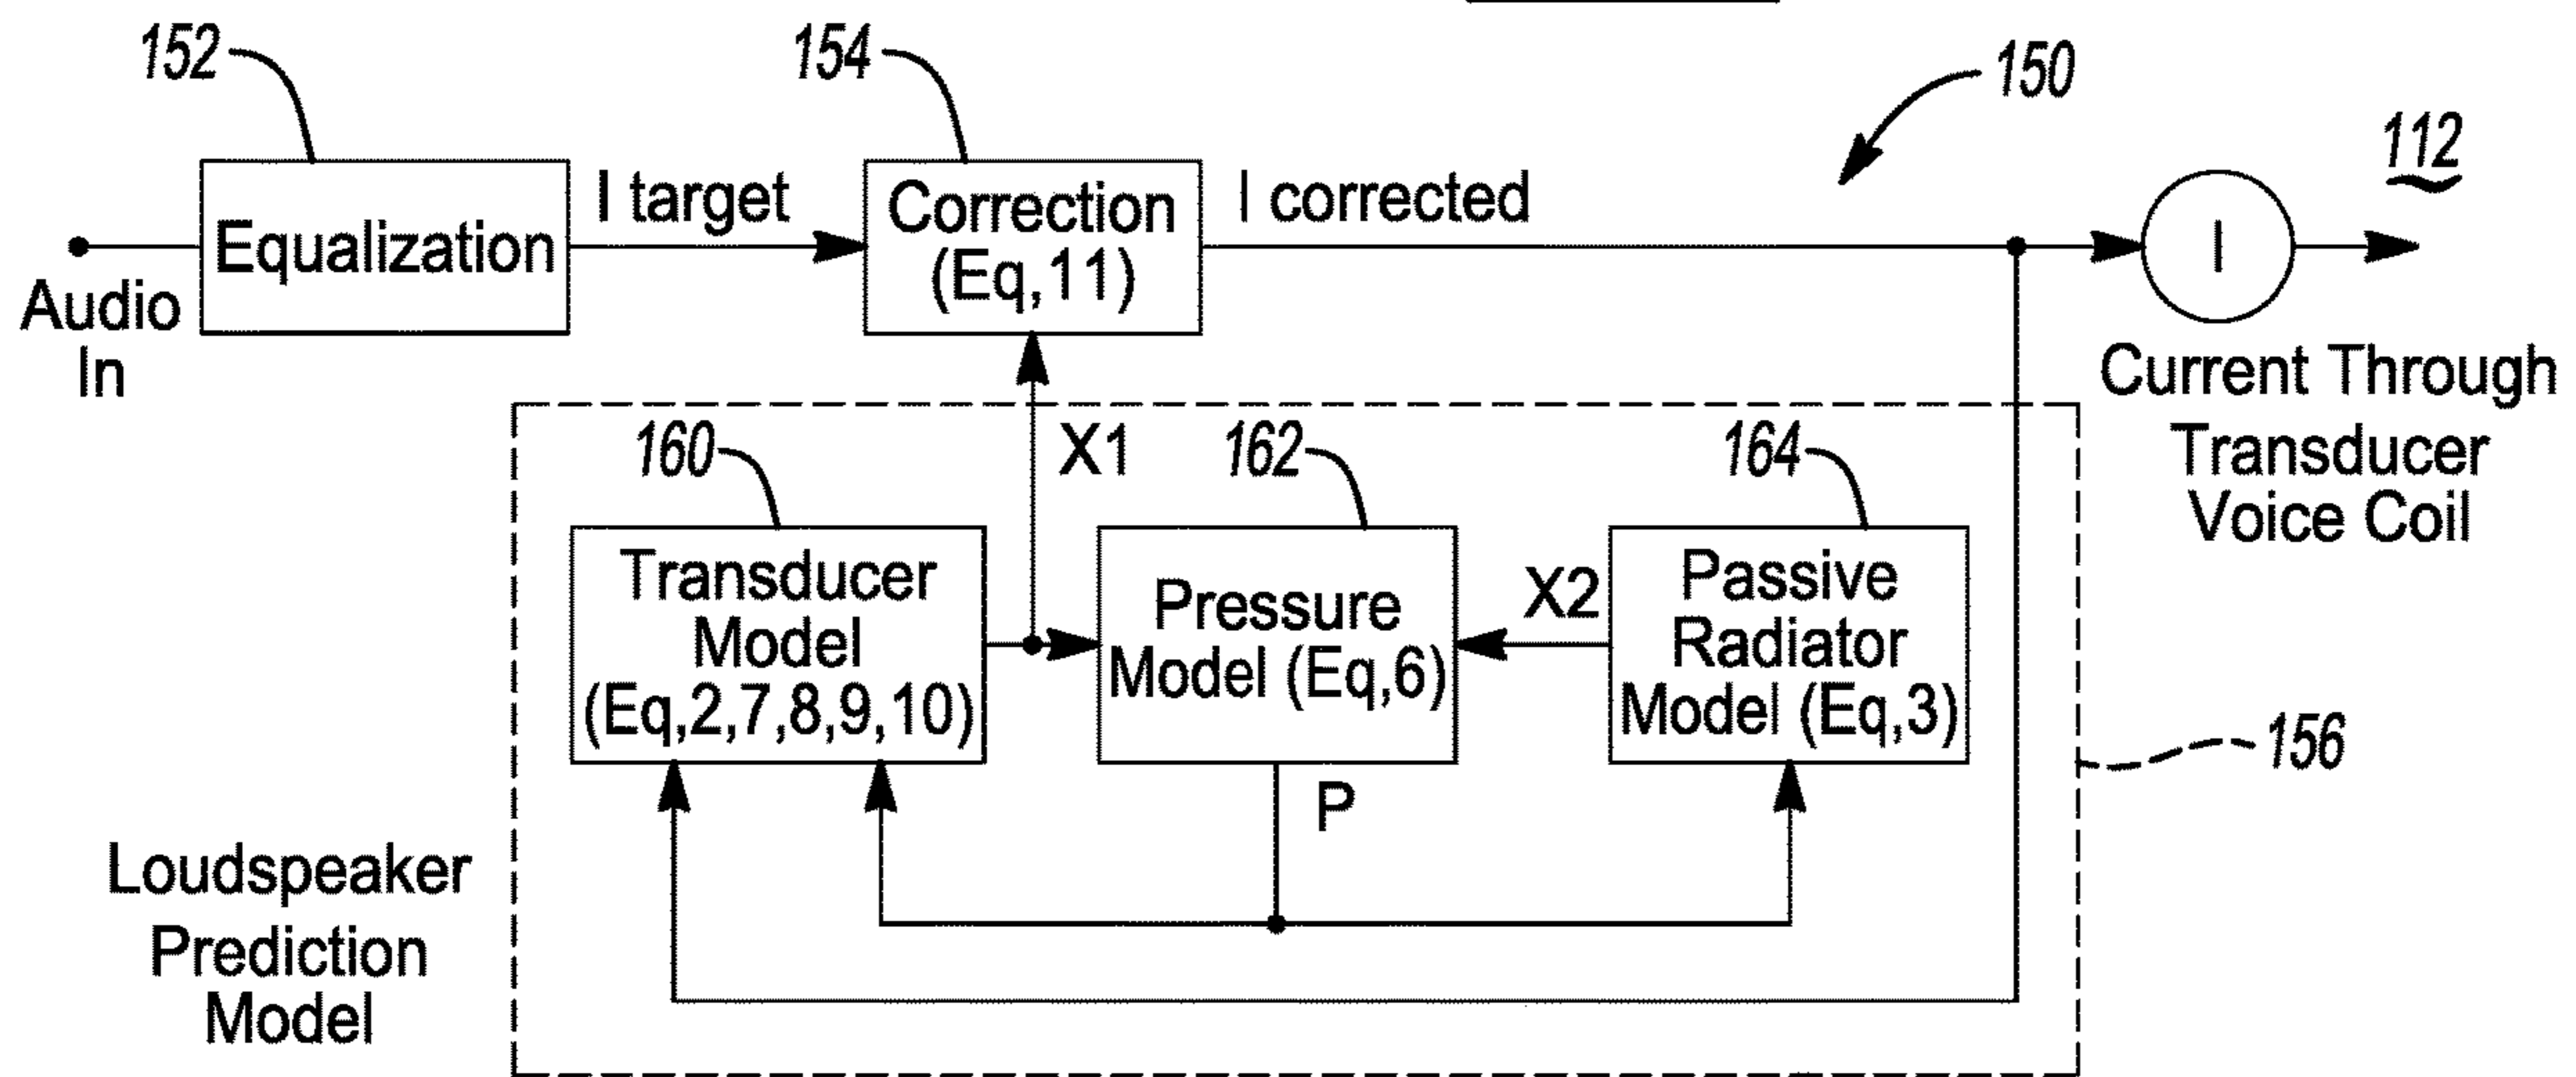 152
154
150
112
Equalization
I target
Correction
(Eq,11)
I corrected
I
Audio
In
Current Through
Transducer
Voice Coil
160
X1
162
164
Transducer
Model
(Eq,2,7,8,9,10)
Pressure
Model (Eq,6)
X2
Passive
Radiator
Model (Eq,3)
156
P
Loudspeaker
Prediction
Model